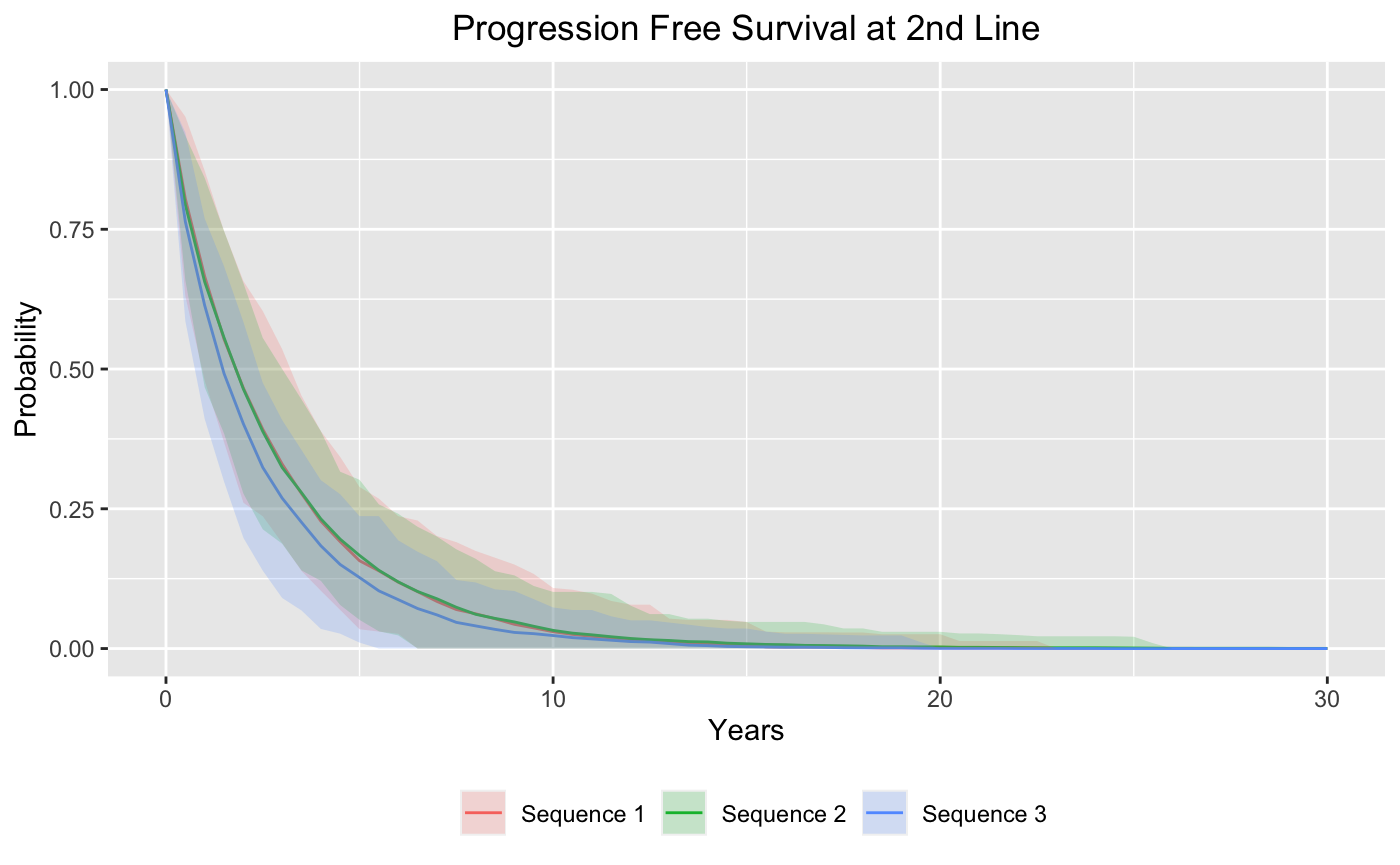 Progression Free Survival at 2nd Line
1.00
0.75
0.50
0.25
0.00
Probability
0 10 20 30
Years
Sequence 1 Sequence 2 Sequence 3